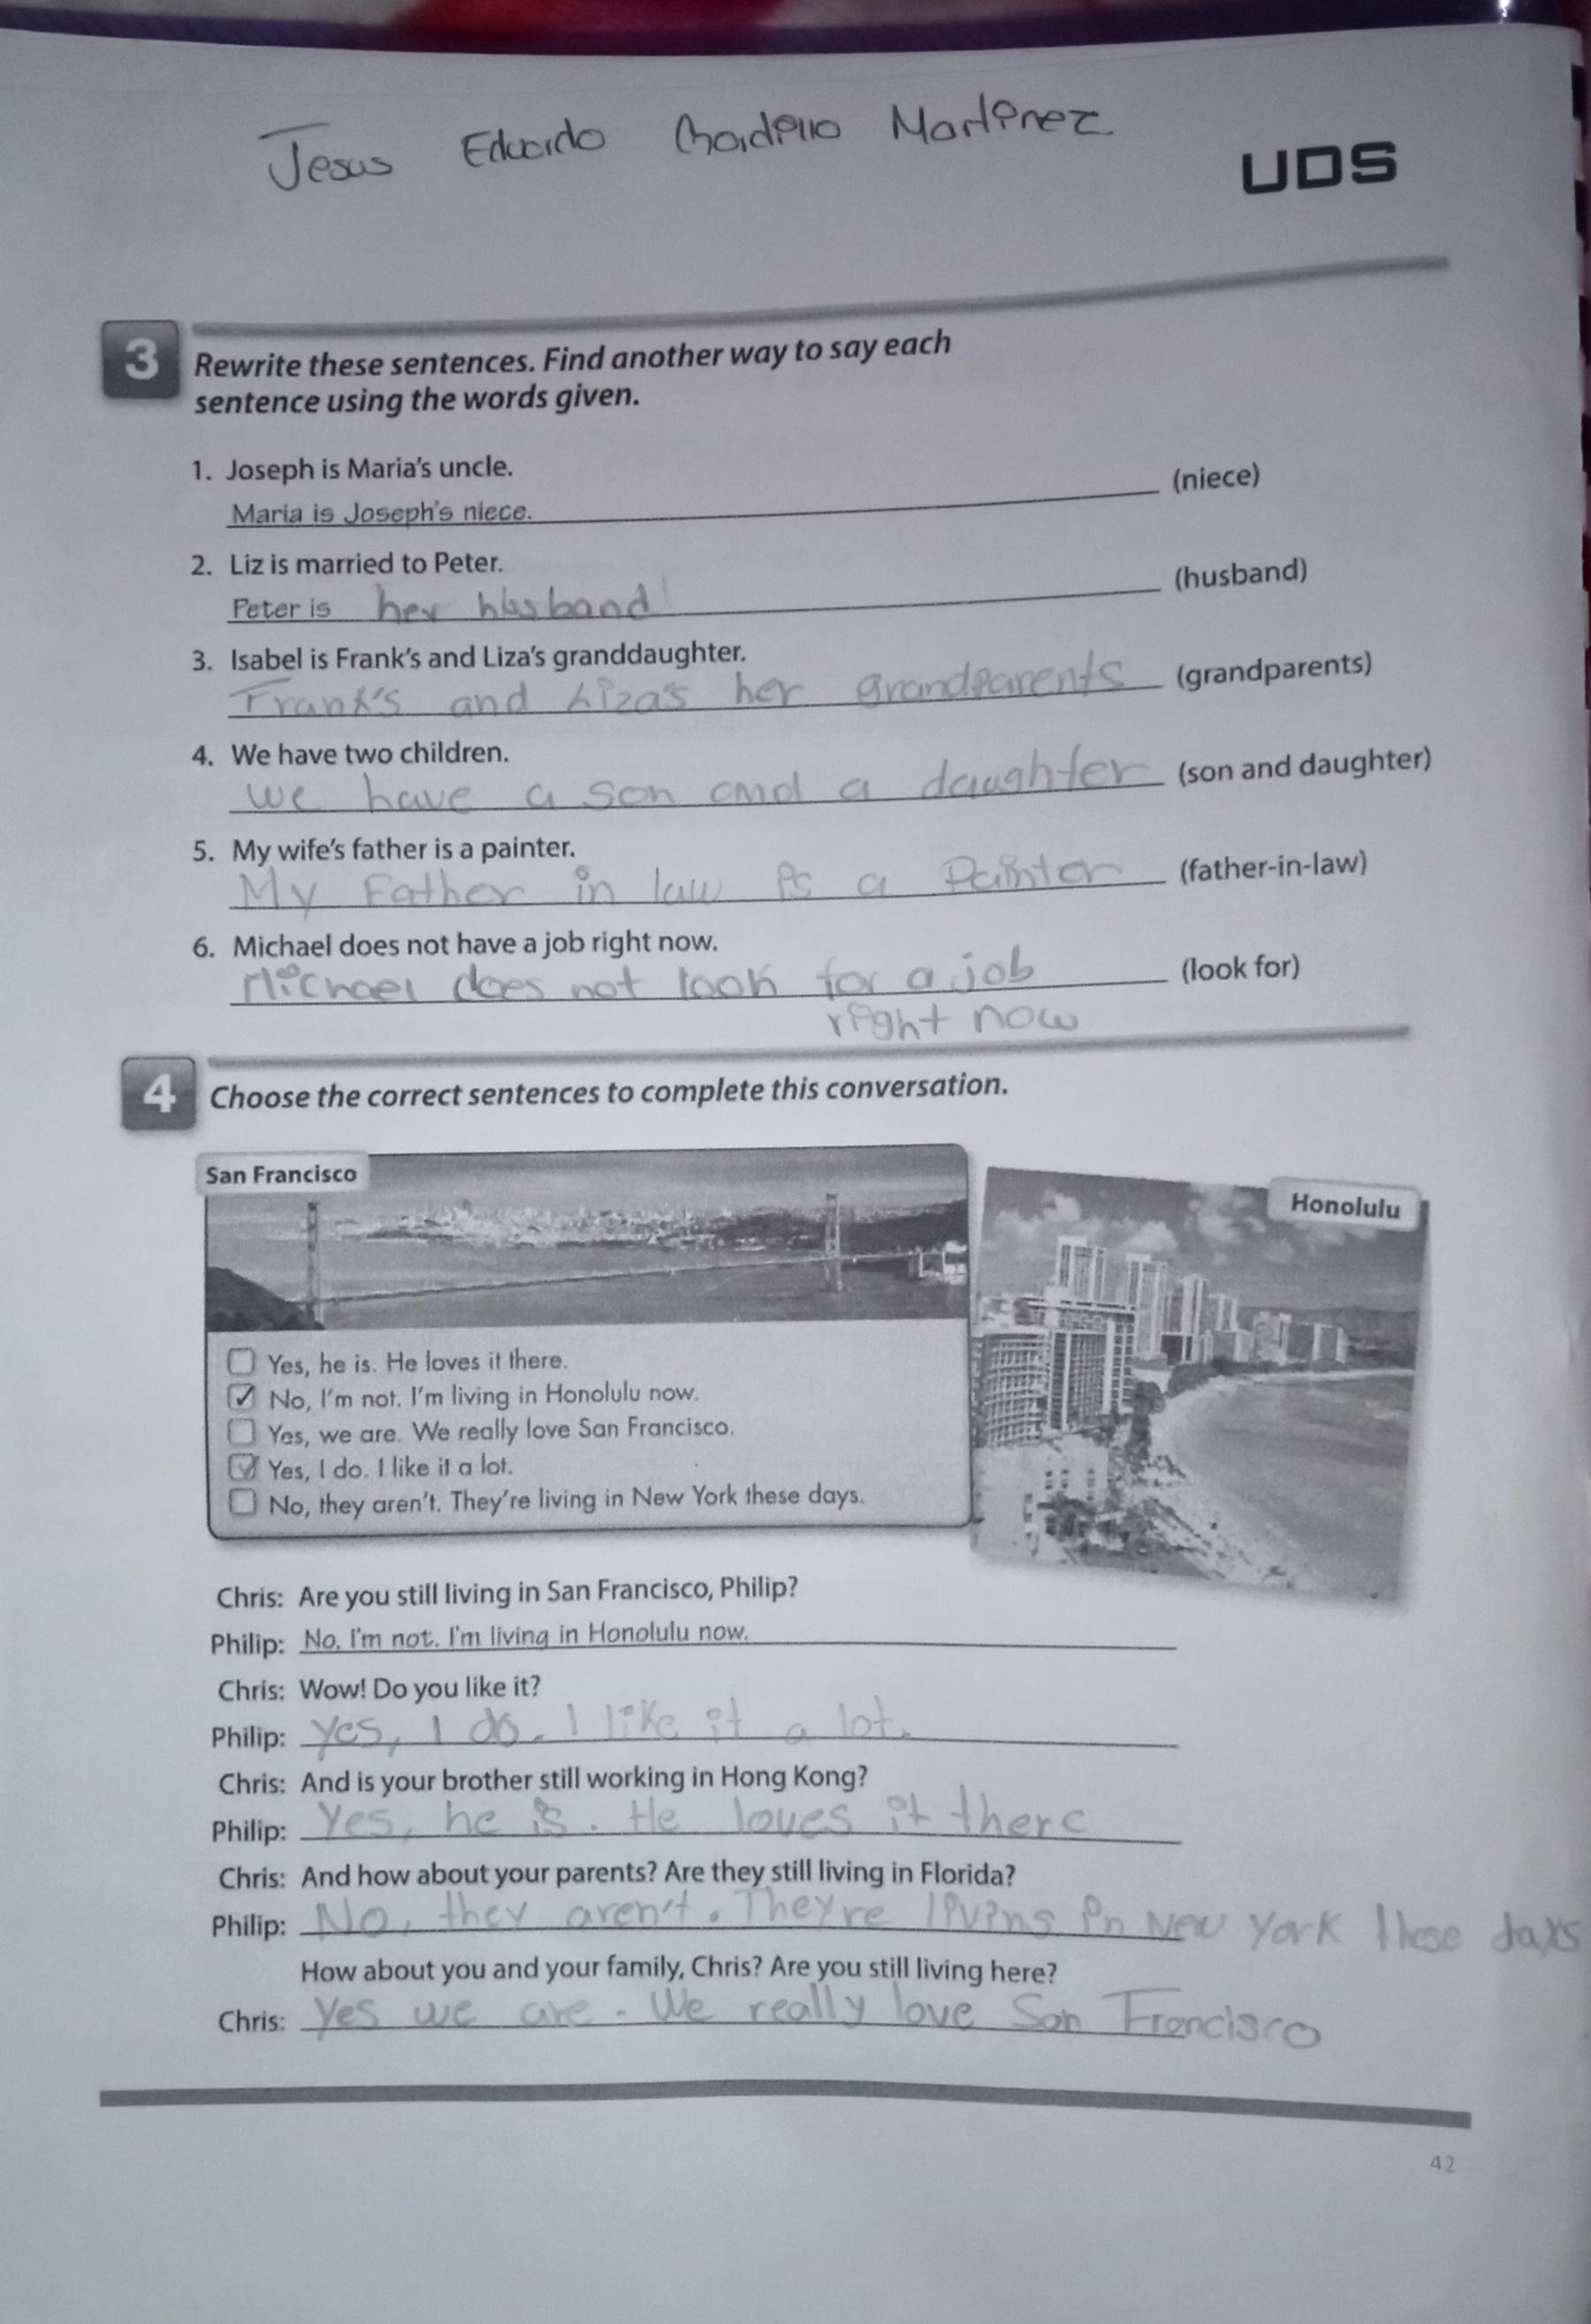 Jesus Eduardo Martinez
UDS
3 Rewrite these sentences. Find another way to say each
sentence using the words given.
1. Joseph is Maria's uncle.
Maria is Joseph's niece. (niece)
2. Liz is married to Peter.
Peter is her husband (husband)
3. Isabel is Frank's and Liza's granddaughter.
Frank's and Liza's her grandparents (grandparents)
4. We have two children.
we have a son and a daughter (son and daughter)
5. My wife's father is a painter.
My Father in law is a Painter (father-in-law)
6. Michael does not have a job right now.
Michael does not look for a job (look for)
right now
4 Choose the correct sentences to complete this conversation.
San Francisco
Honolulu
Yes, he is. He loves it there.
✓ No, I'm not. I'm living in Honolulu now.
Yes, we are. We really love San Francisco.
✓ Yes, I do. I like it a lot.
No, they aren't. They're living in New York these days.
Chris: Are you still living in San Francisco, Philip?
Philip: No, I'm not. I'm living in Honolulu now.
Chris: Wow! Do you like it?
Philip: Yes, I do. I like it a lot.
Chris: And is your brother still working in Hong Kong?
Philip: Yes, he is. He loves it there
Chris: And how about your parents? Are they still living in Florida?
Philip: No, they aren't. They're living in New York these days
How about you and your family, Chris? Are you still living here?
Chris: Yes we are. We really love San Francisco
42